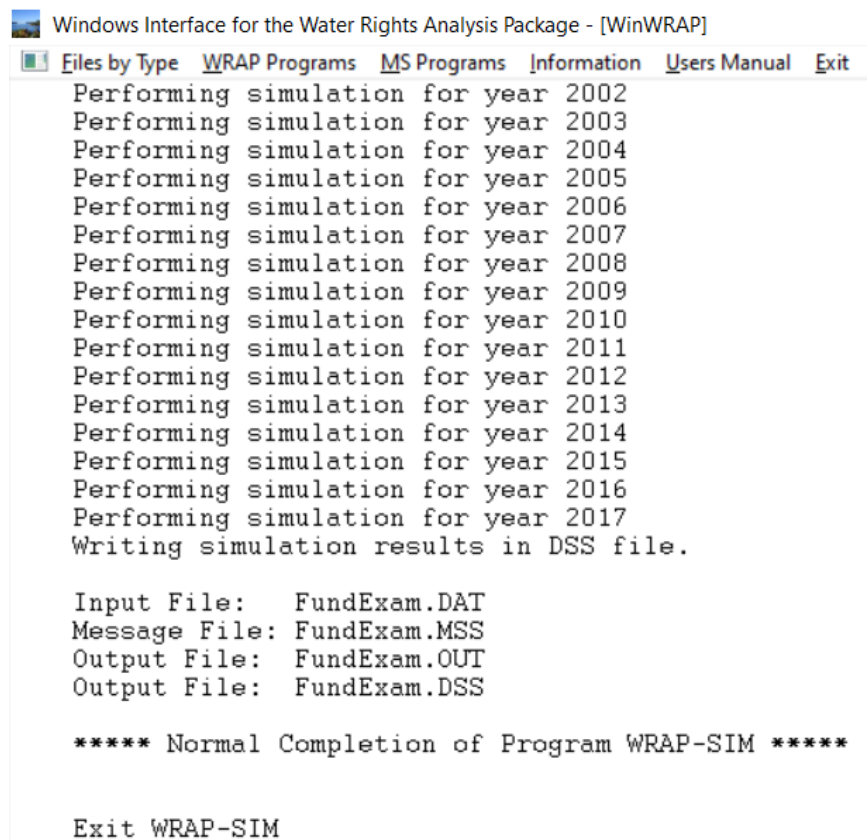 Windows Interface for the Water Rights Analysis Package - [WinWRAP]
Files by Type WRAP Programs MS Programs Information Users Manual Exit
Performing simulation for year 2002
Performing simulation for year 2003
Performing simulation for year 2004
Performing simulation for year 2005
Performing simulation for year 2006
Performing simulation for year 2007
Performing simulation for year 2008
Performing simulation for year 2009
Performing simulation for year 2010
Performing simulation for year 2011
Performing simulation for year 2012
Performing simulation for year 2013
Performing simulation for year 2014
Performing simulation for year 2015
Performing simulation for year 2016
Performing simulation for year 2017
Writing simulation results in DSS file.
Input File: FundExam.DAT
Message File: FundExam.MSS
Output File: FundExam.OUT
Output File: FundExam.DSS
***** Normal Completion of Program WRAP-SIM *****
Exit WRAP-SIM